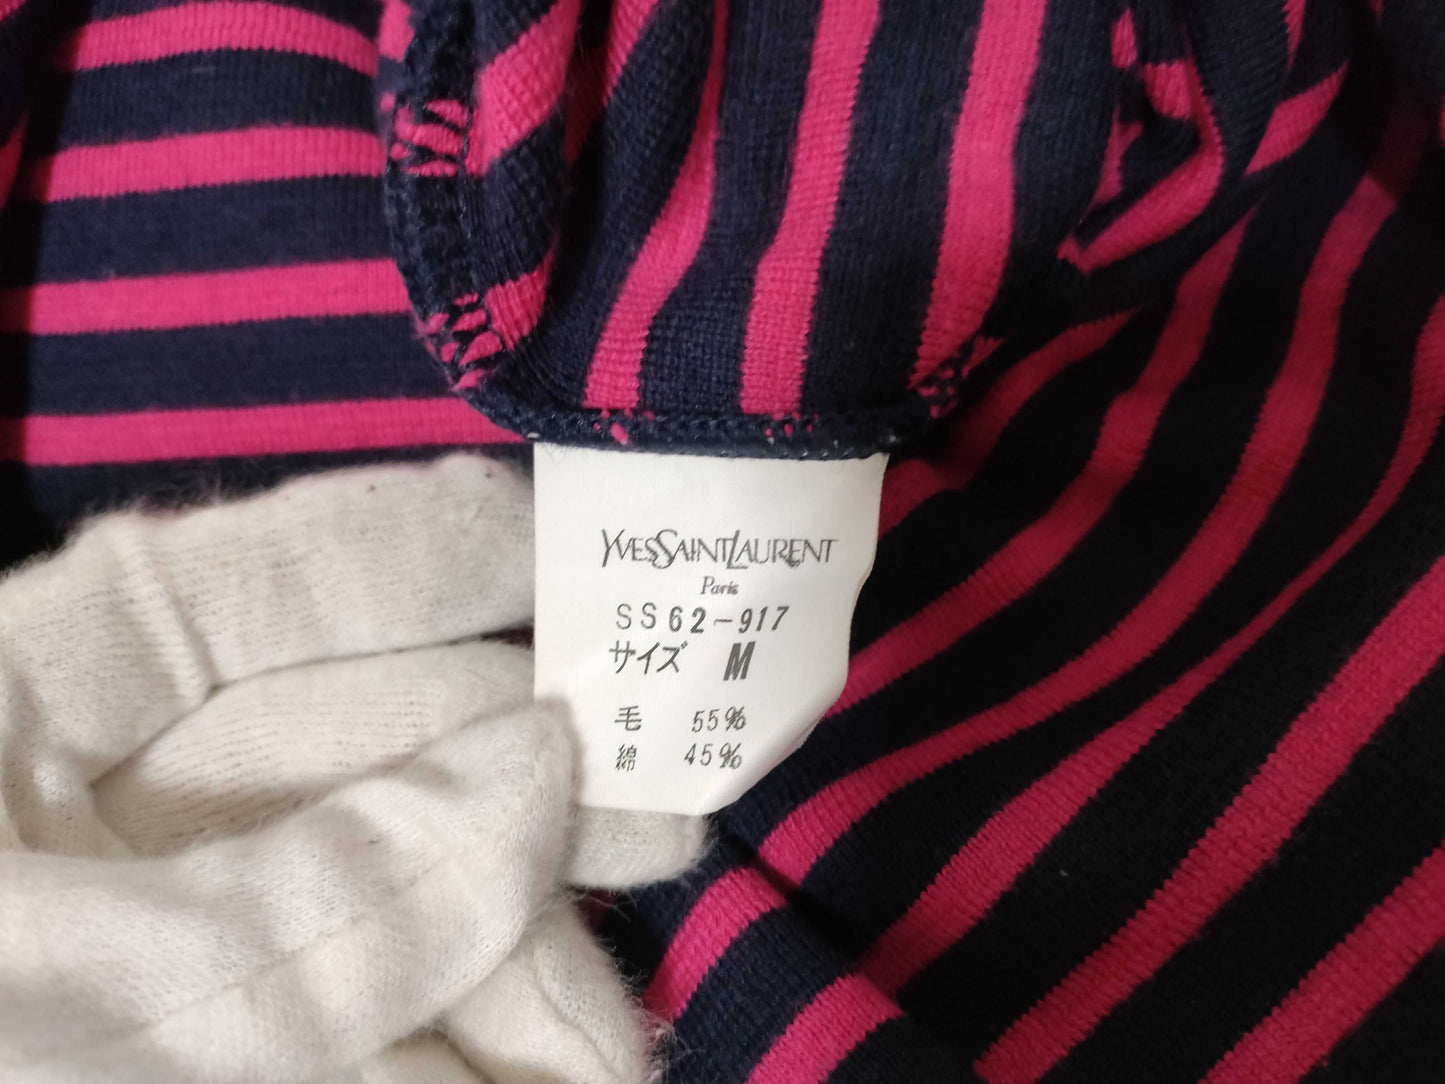 YVESSAINTLAURENT
Paris
SS62-917
サイズ M
毛 55%
綿 45%